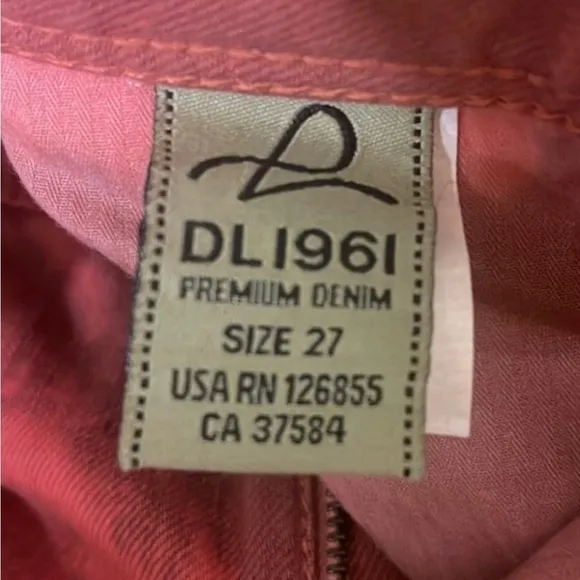 DL1961
PREMIUM DENIM
SIZE 27
USA RN 126855
CA 37584